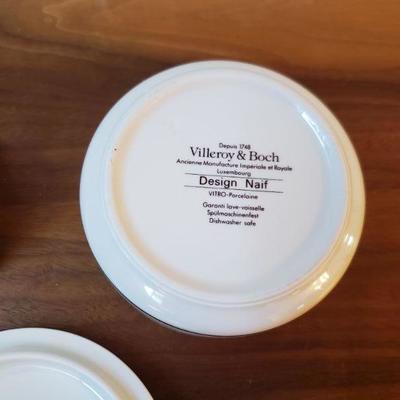 Depuis 1748
Villeroy & Boch
Ancienne Manufacture Impériale et Royale
Luxembourg
Design Naif
VITRO-Porcelaine
Garanti lave-vaisselle
Spülmaschinenfest
Dishwasher safe